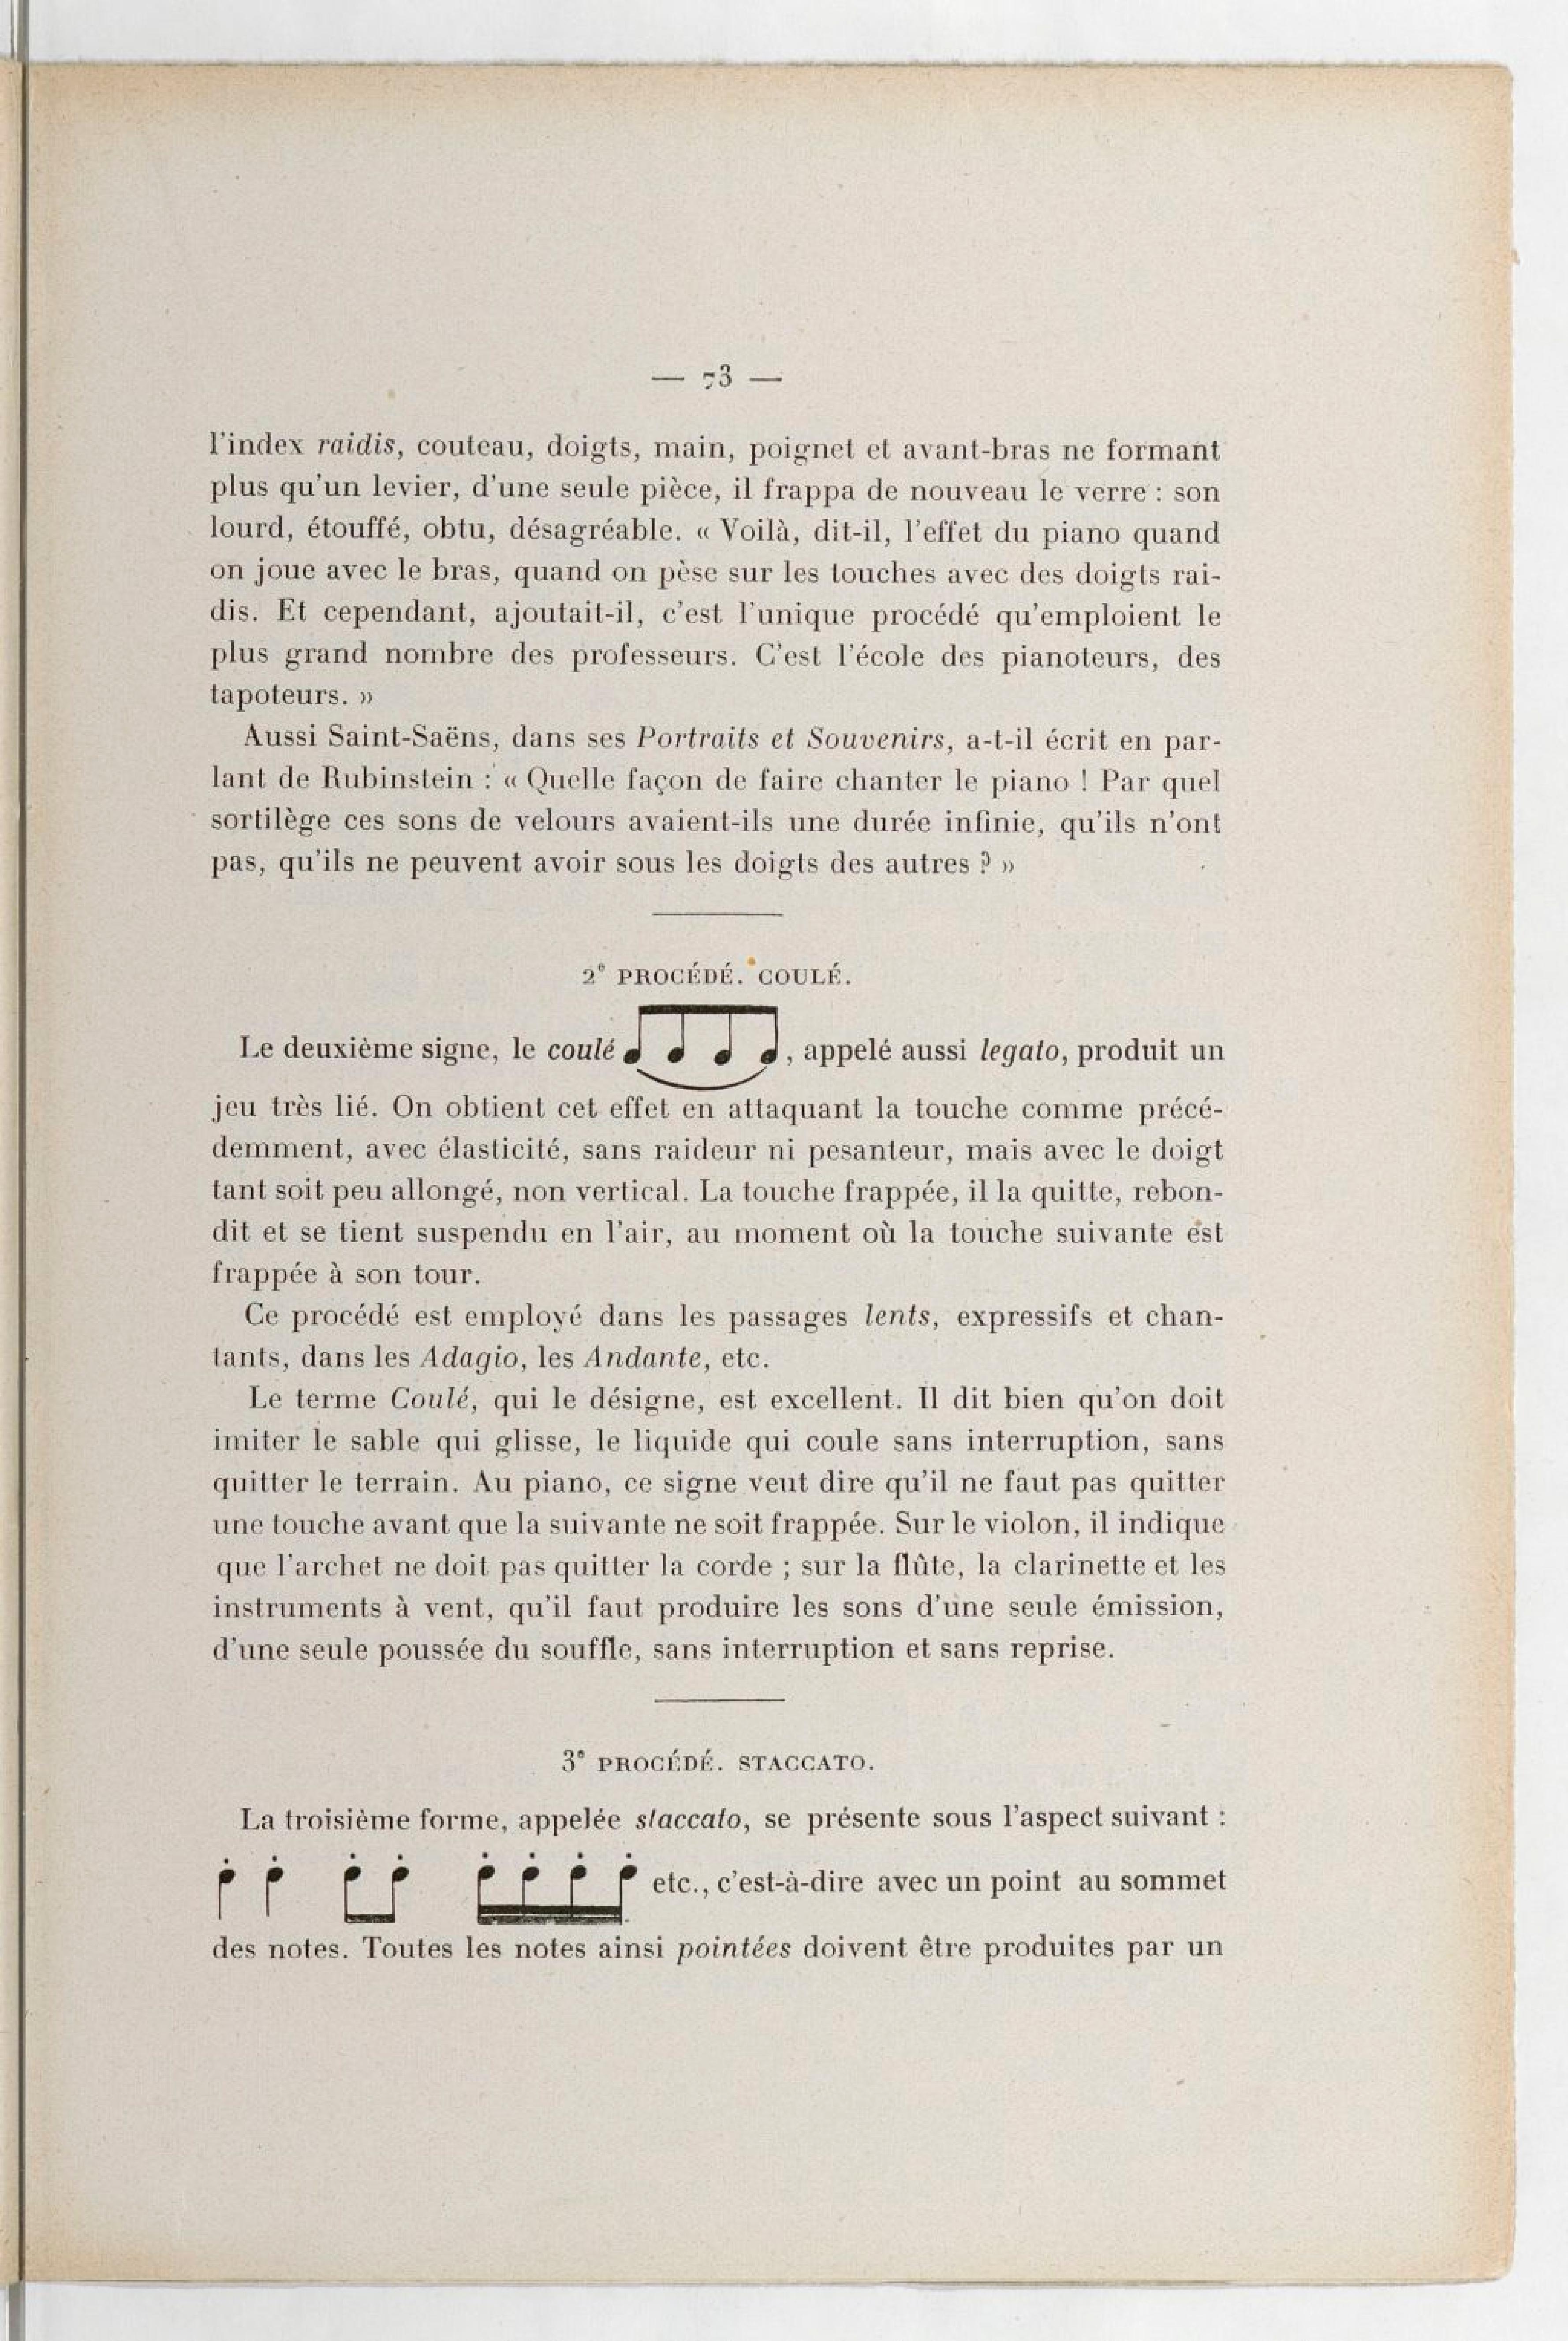 — 73 —
l'index raidis, couteau, doigts, main, poignet et avant-bras ne formant
plus qu'un levier, d'une seule pièce, il frappa de nouveau le verre : son
lourd, étouffé, obtu, désagréable. « Voilà, dit-il, l'effet du piano quand
on joue avec le bras, quand on pèse sur les touches avec des doigts rai-
dis. Et cependant, ajoutait-il, c'est l'unique procédé qu'emploient le
plus grand nombre des professeurs. C'est l'école des pianoteurs, des
tapoteurs. »
Aussi Saint-Saëns, dans ses Portraits et Souvenirs, a-t-il écrit en par-
lant de Rubinstein : « Quelle façon de faire chanter le piano ! Par quel
sortilège ces sons de velours avaient-ils une durée infinie, qu'ils n'ont
pas, qu'ils ne peuvent avoir sous les doigts des autres ? »
2e PROCÉDÉ. COULÉ.
Le deuxième signe, le coulé , appelé aussi legato, produit un
jeu très lié. On obtient cet effet en attaquant la touche comme précé-
demment, avec élasticité, sans raideur ni pesanteur, mais avec le doigt
tant soit peu allongé, non vertical. La touche frappée, il la quitte, rebon-
dit et se tient suspendu en l'air, au moment où la touche suivante est
frappée à son tour.
Ce procédé est employé dans les passages lents, expressifs et chan-
tants, dans les Adagio, les Andante, etc.
Le terme Coulé, qui le désigne, est excellent. Il dit bien qu'on doit
imiter le sable qui glisse, le liquide qui coule sans interruption, sans
quitter le terrain. Au piano, ce signe veut dire qu'il ne faut pas quitter
une touche avant que la suivante ne soit frappée. Sur le violon, il indique
que l'archet ne doit pas quitter la corde ; sur la flûte, la clarinette et les
instruments à vent, qu'il faut produire les sons d'une seule émission,
d'une seule poussée du souffle, sans interruption et sans reprise.
3e PROCÉDÉ. STACCATO.
La troisième forme, appelée staccato, se présente sous l'aspect suivant :
etc., c'est-à-dire avec un point au sommet
des notes. Toutes les notes ainsi pointées doivent être produites par un